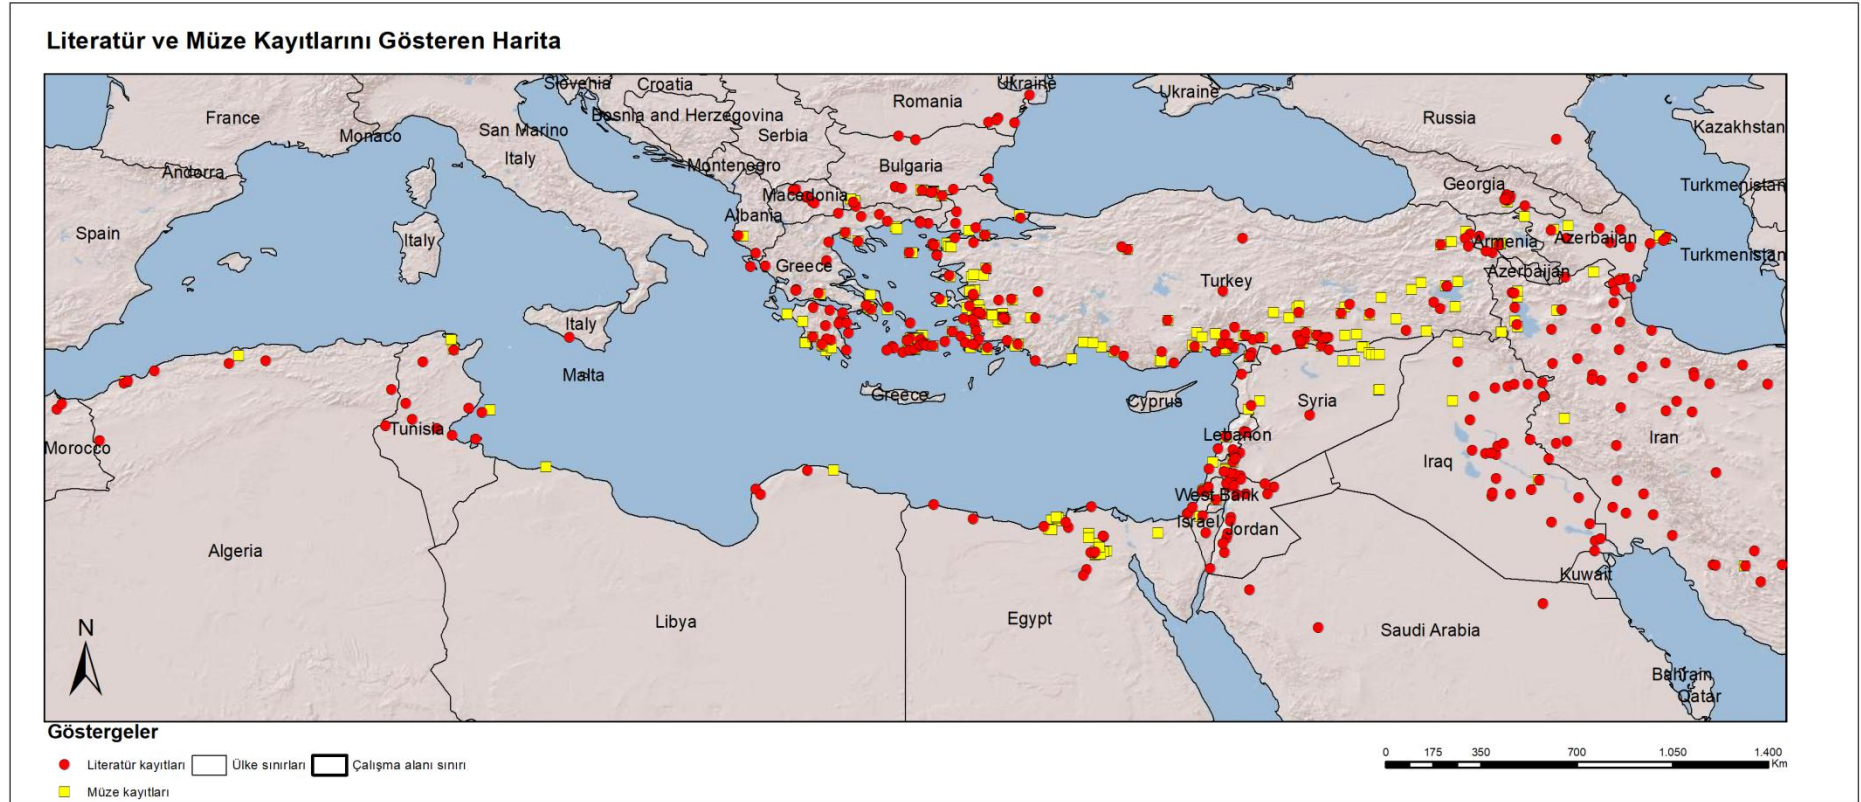 Literatür ve Müze Kayıtlarını Gösteren Harita
Slovenia
Croatia
Ukraine
Ukraine
Romania
France
Bosnia and Herzegovina
Russia
Kazakhstan
Monaco
San Marino
Serbia
Italy
Montenegro
Bulgaria
Andorra
Georgia
Turkmenistan
Macedonia
Albania
Spain
Italy
Armenia
Azerbaijan
Turkmenistan
Greece
Azerbaijan
Turkey
Italy
Malta
Greece
Cyprus
Syria
Morocco
Tunisia
Lebanon
Iran
Iraq
West Bank
Israel
Jordan
Algeria
Kuwait
Libya
Egypt
Saudi Arabia
Bahrain
Qatar
N
Göstergeler
Literatür kayıtları
Ülke sınırları
Çalışma alanı sınırı
Müze kayıtları
0 175 350 700 1.050 1.400
Km